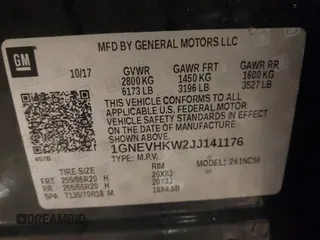 GM
MFD BY GENERAL MOTORS LLC
10/17 GVWR GAWR FRT GAWR RR
2800 KG 1450 KG 1600 KG
6173 LB 3196 LB 3527 LB
THIS VEHICLE CONFORMS TO ALL
APPLICABLE U.S. FEDERAL MOTOR
VEHICLE SAFETY STANDARDS IN EFFECT
ON THE DATE OF MANUFACTURE SHOWN ABOVE.
1GNEVHKW2JJ141176
TYPE: M.P.V. MODEL: 261NC56
TIRE SIZE RIM
FRT 255/55R20 H 20X8J
RR 255/55R20 H 20X8J
SPA T135/70R18 M 18X4.5B
DREAMBID